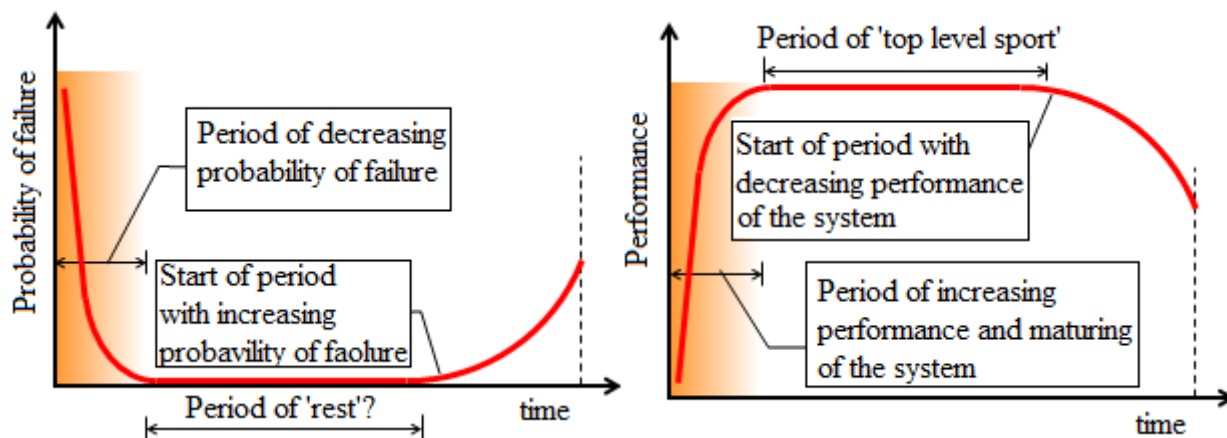 Probability of failure
Period of decreasing
probability of failure
Start of period
with increasing
probavility of faolure
Period of 'rest'?
time
Performance
Period of 'top level sport'
Start of period with
decreasing performance
of the system
Period of increasing
performance and maturing
of the system
time